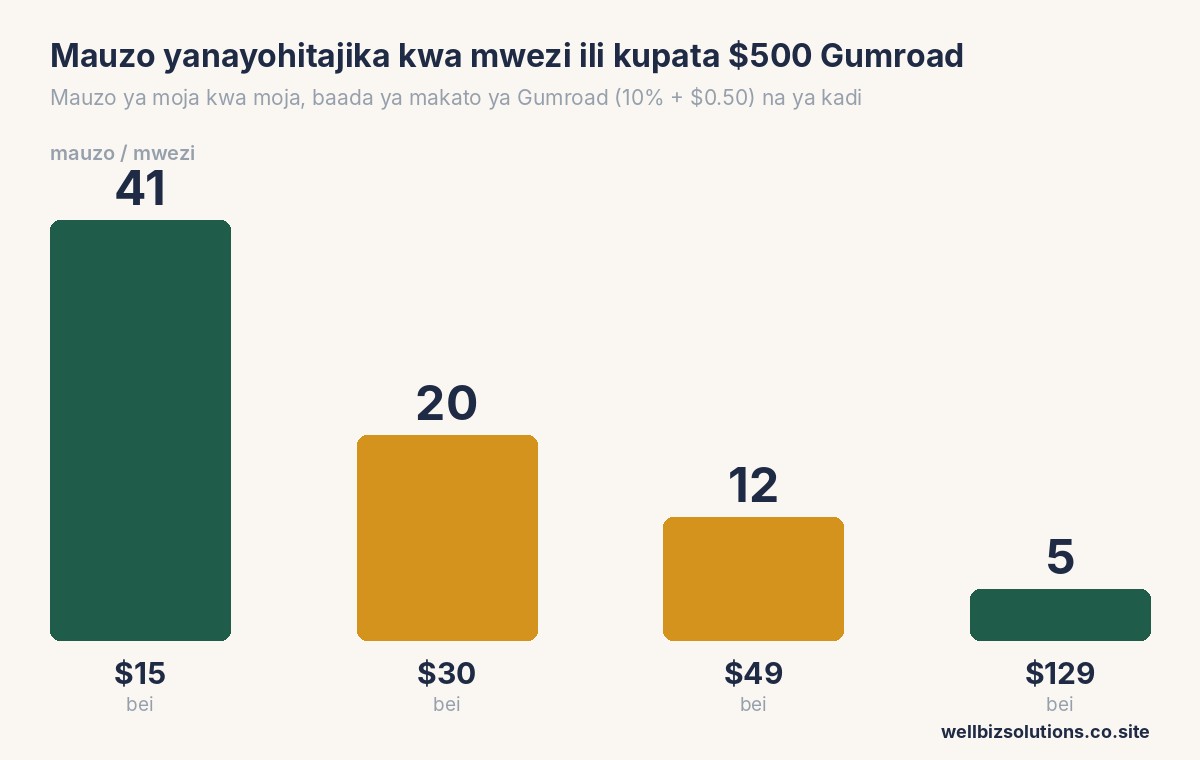 Mauzo yanayohitajika kwa mwezi ili kupata $500 Gumroad
Mauzo ya moja kwa moja, baada ya makato ya Gumroad (10% + $0.50) na ya kadi
mauzo / mwezi
41
20
12
5
$15
$30
$49
$129
bei
bei
bei
bei
wellbizsolutions.co.site